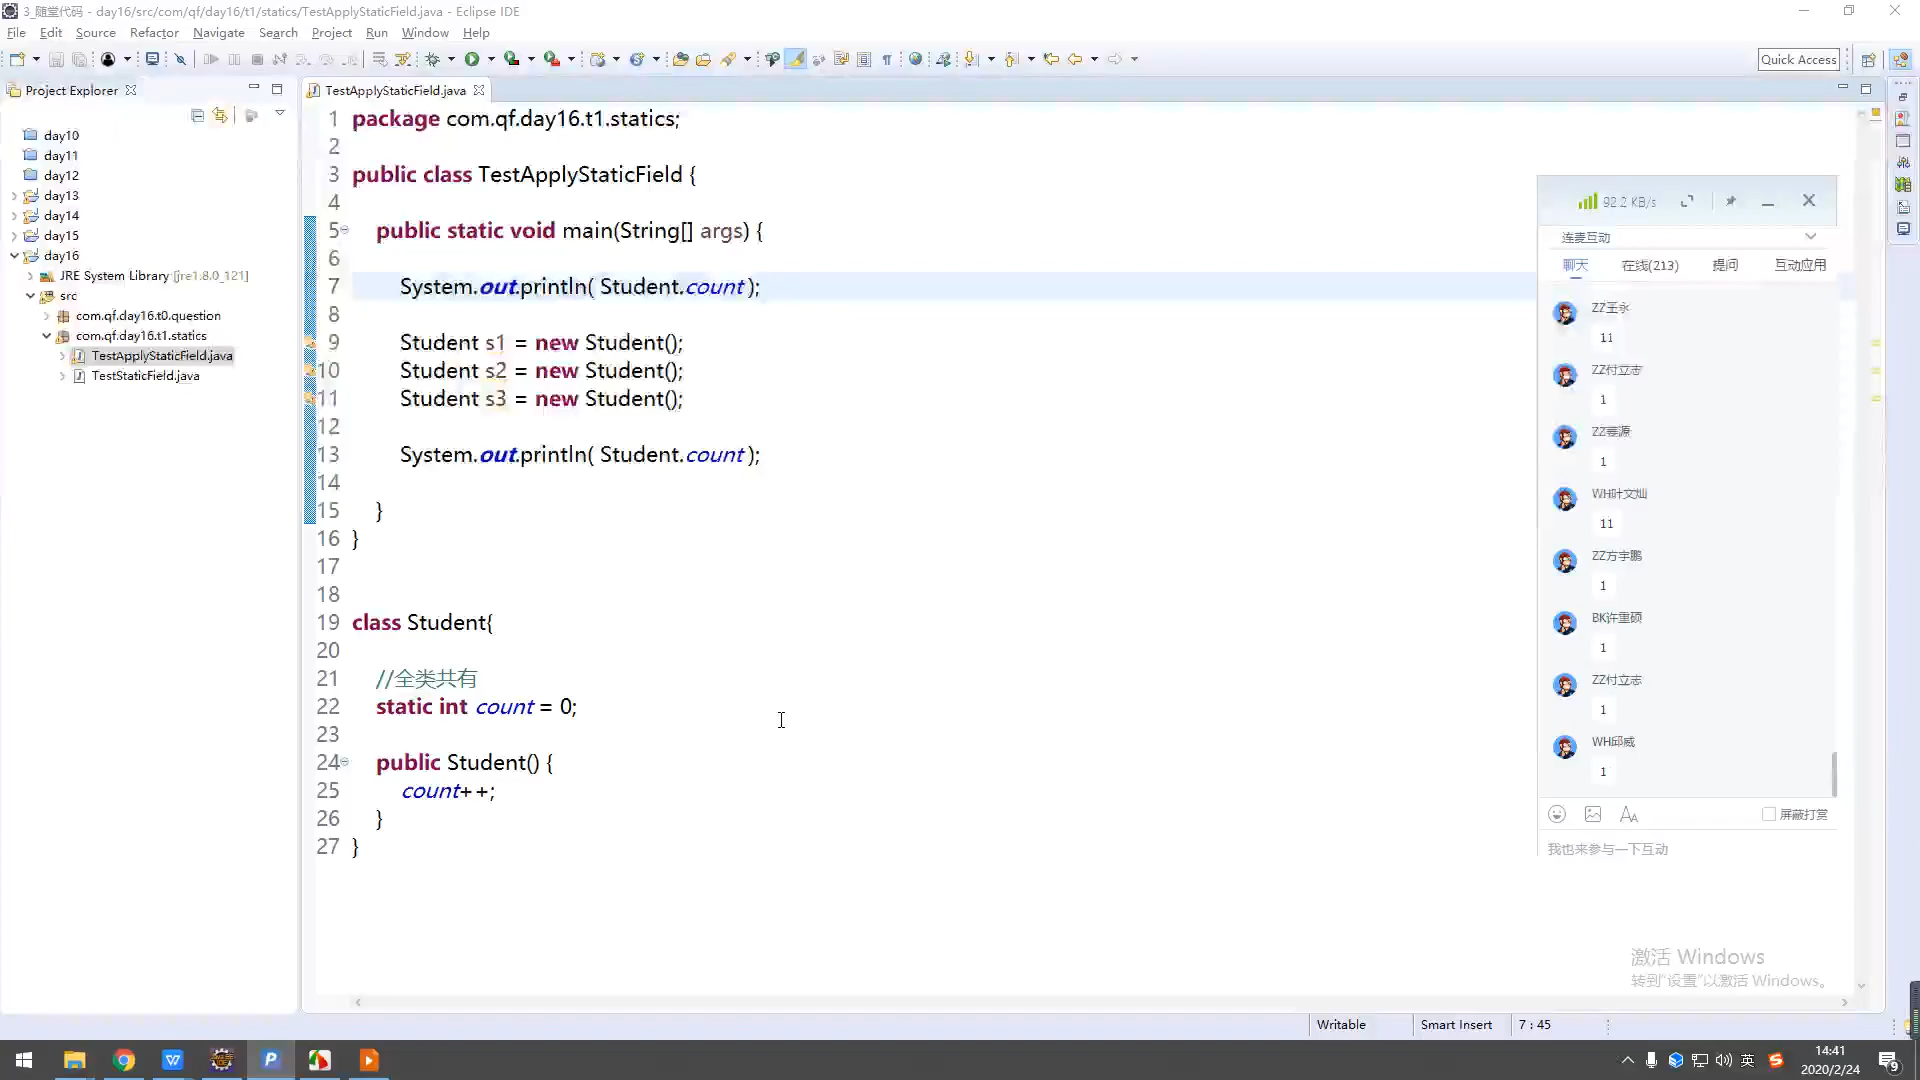 3_随堂代码 - day16/src/com/qf/day16/t1/statics/TestApplyStaticField.java - Eclipse IDE
File Edit Source Refactor Navigate Search Project Run Window Help
Quick Access
Project Explorer
day10
day11
day12
day13
day14
day15
day16
JRE System Library [jre1.8.0_121]
src
com.qf.day16.t0.question
com.qf.day16.t1.statics
TestApplyStaticField.java
TestStaticField.java
TestApplyStaticField.java
1 package com.qf.day16.t1.statics;
2
3 public class TestApplyStaticField {
4
5 public static void main(String[] args) {
6
7 System.out.println( Student.count );
8
9 Student s1 = new Student();
10 Student s2 = new Student();
11 Student s3 = new Student();
12
13 System.out.println( Student.count );
14
15 }
16 }
17
18
19 class Student{
20
21 //全类共有
22 static int count = 0;
23
24 public Student() {
25 count++;
26 }
27 }
92.2 KB/s
连麦互动
聊天 在线(213) 提问 互动应用
ZZ王永
11
ZZ付立志
1
ZZ娄源
1
WH叶文灿
11
ZZ方宇鹏
1
BK许重硕
1
ZZ付立志
1
WH邱威
1
屏蔽打赏
我也来参与一下互动
激活 Windows
转到“设置”以激活 Windows。
Writable Smart Insert 7 : 45
英
14:41
2020/2/24
9